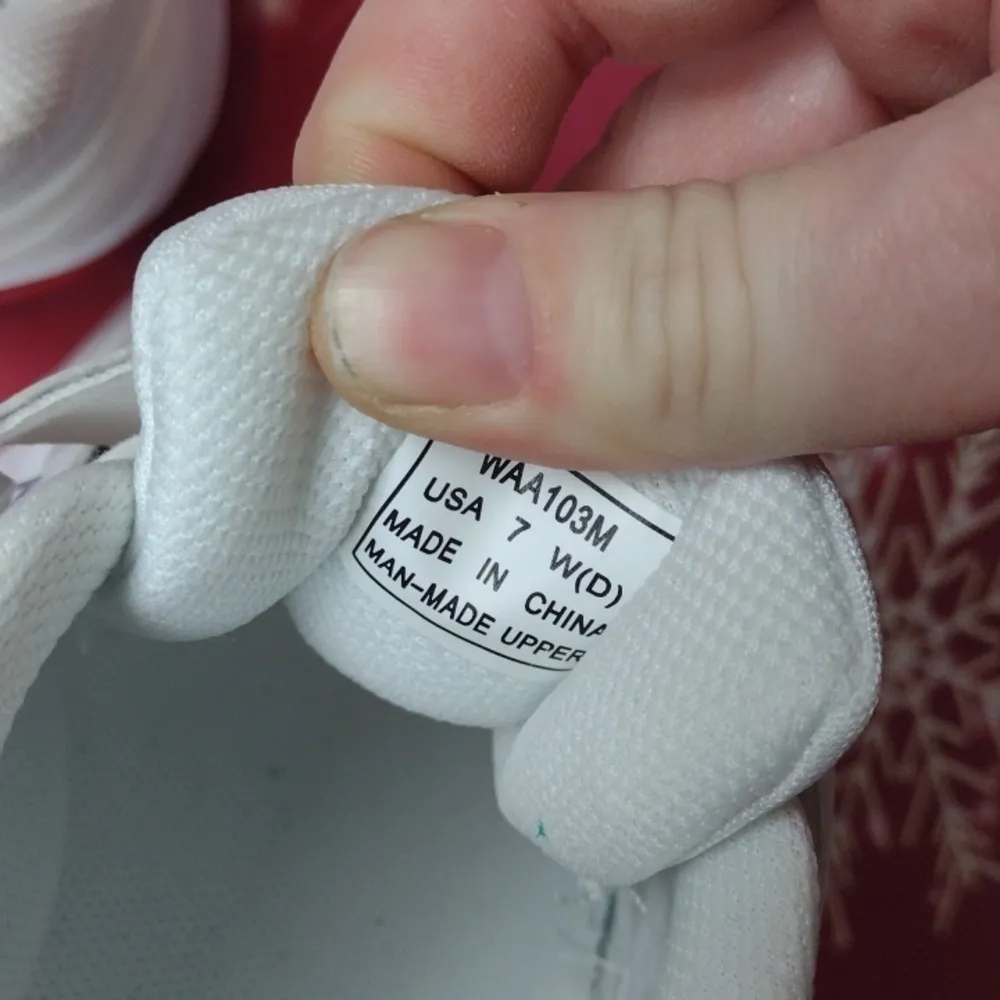 WAA103M
USA 7 W(D)
MADE IN CHINA
MAN-MADE UPPER